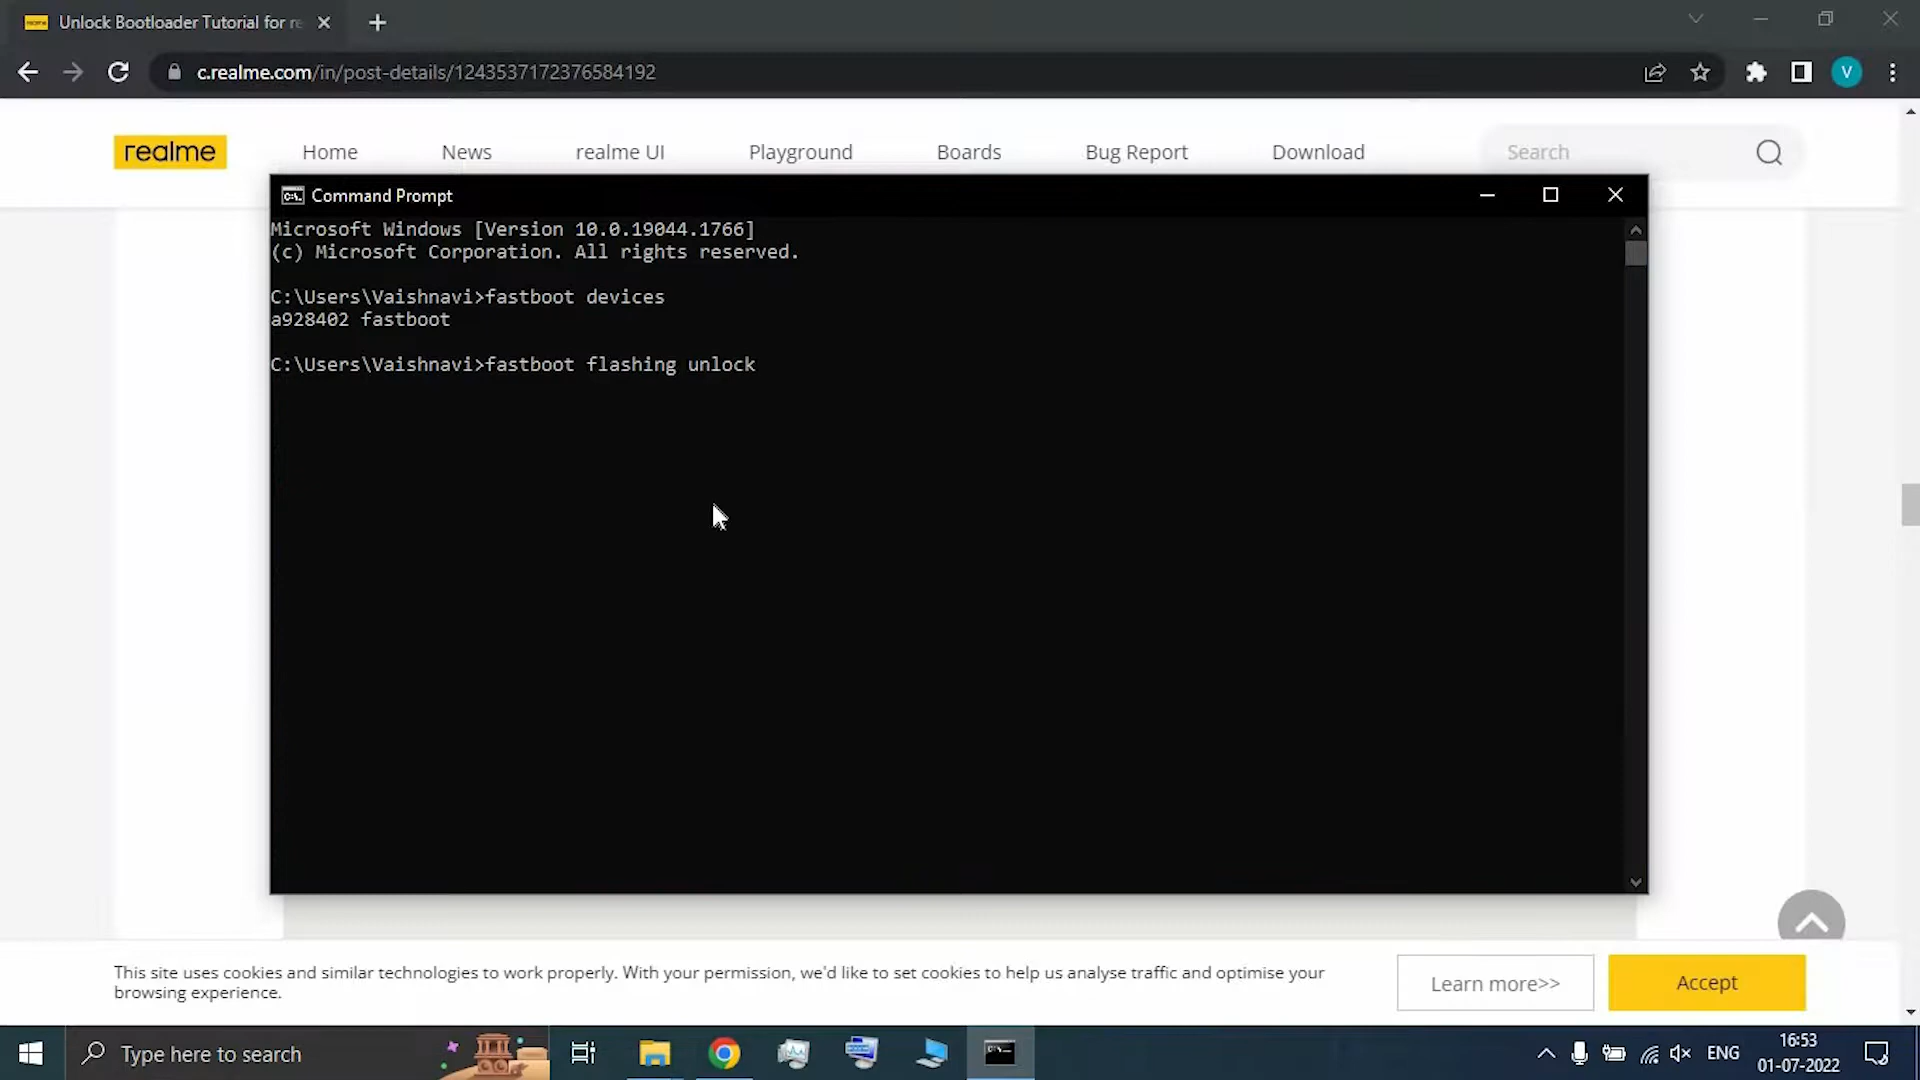 realme Unlock Bootloader Tutorial for re
c.realme.com/in/post-details/1243537172376584192
V
realme Home News realme UI Playground Boards Bug Report Download Search
C:\. Command Prompt
Microsoft Windows [Version 10.0.19044.1766]
(c) Microsoft Corporation. All rights reserved.
C:\Users\Vaishnavi>fastboot devices
a928402 fastboot
C:\Users\Vaishnavi>fastboot flashing unlock
This site uses cookies and similar technologies to work properly. With your permission, we'd like to set cookies to help us analyse traffic and optimise your
browsing experience.
Learn more>>
Accept
Type here to search
ENG
16:53
01-07-2022